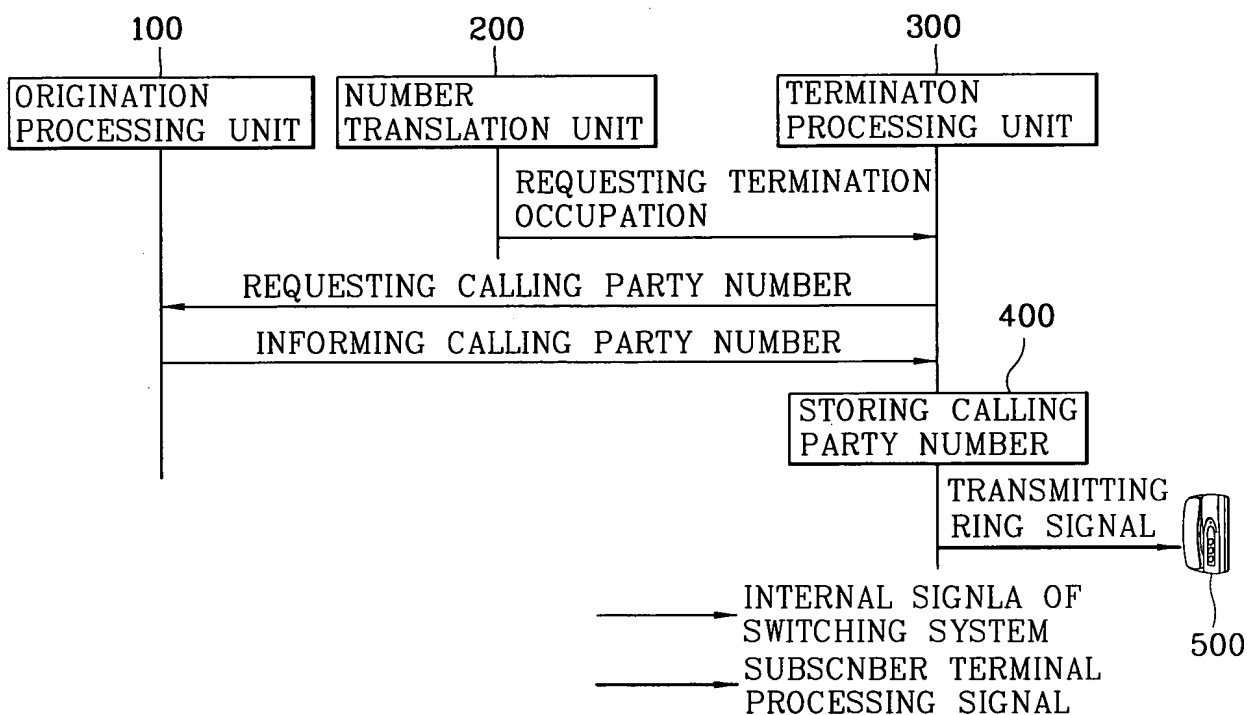 100
200
300
ORIGINATION
PROCESSING UNIT
NUMBER
TRANSLATION UNIT
TERMINATON
PROCESSING UNIT
REQUESTING TERMINATION
OCCUPATION
REQUESTING CALLING PARTY NUMBER
INFORMING CALLING PARTY NUMBER
400
STORING CALLING
PARTY NUMBER
TRANSMITTING
RING SIGNAL
500
INTERNAL SIGNLA OF
SWITCHING SYSTEM
SUBSCNBER TERMINAL
PROCESSING SIGNAL